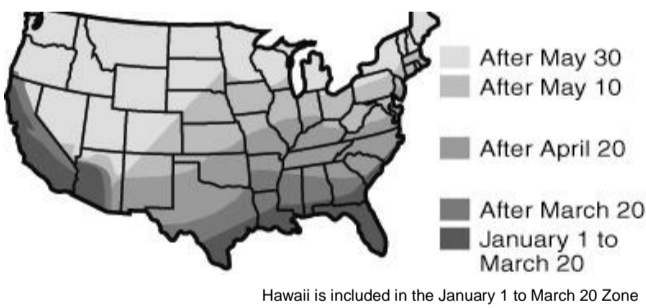 After May 30
After May 10
After April 20
After March 20
January 1 to
March 20
Hawaii is included in the January 1 to March 20 Zone